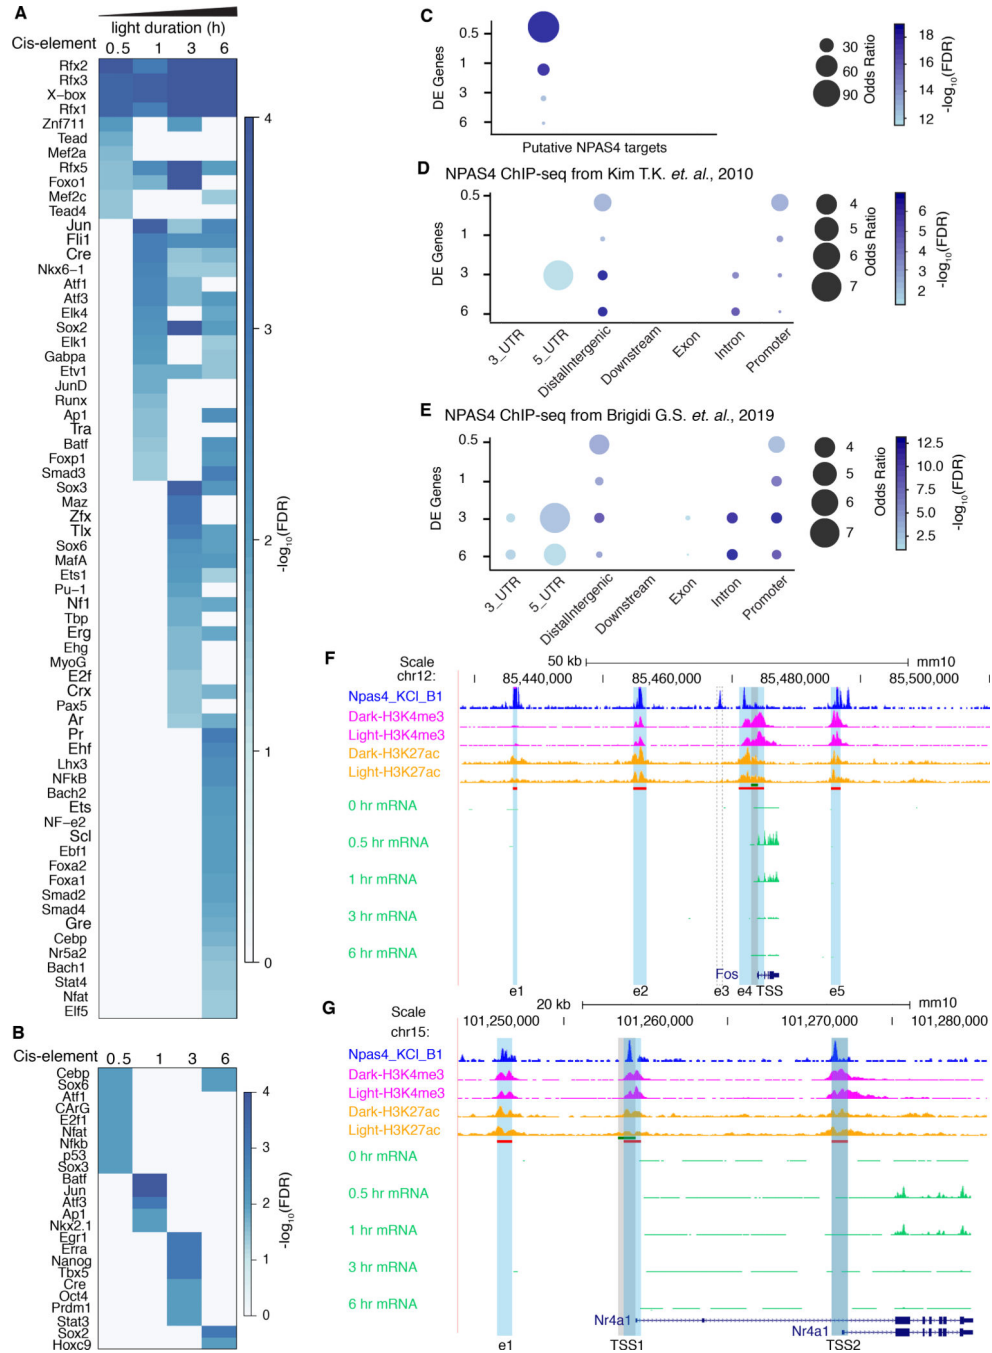 A
light duration (h)
Cis-element 0.5 1 3 6
Rfx2
Rfx3
X-box
Rfx1
Znf711
Tead
Mef2a
Rfx5
Foxo1
Mef2c
Tead4
Jun
Fli1
Cre
Nkx6-1
Atf1
Atf3
Elk4
Sox2
Elk1
Gabpa
Etv1
JunD
Runx
Ap1
Tra
Batf
Foxp1
Smad3
Sox3
Maz
Zfx
Tlx
Sox6
MafA
Ets1
Pu-1
Nf1
Tbp
Erg
Ehg
MyoG
E2f
Crx
Pax5
Ar
Pr
Ehf
Lhx3
NFkB
Bach2
Ets
NF-e2
Scl
Ebf1
Foxa2
Foxa1
Smad2
Smad4
Gre
Cebp
Nr5a2
Bach1
Stat4
Nfat
Elf5
4
3
2
1
0
-log10(FDR)
B
Cis-element 0.5 1 3 6
Cebp
Sox6
Atf1
CArG
E2f1
Nfat
Nfkb
p53
Sox3
Batf
Jun
Atf3
Ap1
Nkx2.1
Egr1
Erra
Nanog
Tbx5
Cre
Oct4
Prdm1
Stat3
Sox2
Hoxc9
4
3
2
1
0
-log10(FDR)
C
DE Genes
0.5
1
3
6
Putative NPAS4 targets
30
60
90
Odds Ratio
18
16
14
12
-log10(FDR)
D
NPAS4 ChIP-seq from Kim T.K. et. al., 2010
DE Genes
0.5
1
3
6
3_UTR
5_UTR
DistalIntergenic
Downstream
Exon
Intron
Promoter
4
5
6
7
Odds Ratio
6
5
4
3
2
-log10(FDR)
E
NPAS4 ChIP-seq from Brigidi G.S. et. al., 2019
DE Genes
0.5
1
3
6
3_UTR
5_UTR
DistalIntergenic
Downstream
Exon
Intron
Promoter
4
5
6
7
Odds Ratio
12.5
10.0
7.5
5.0
2.5
-log10(FDR)
F
Scale 50 kb mm10
chr12: 85,440,000 85,460,000 85,480,000 85,500,000
Npas4_KCl_B1
Dark-H3K4me3
Light-H3K4me3
Dark-H3K27ac
Light-H3K27ac
0 hr mRNA
0.5 hr mRNA
1 hr mRNA
3 hr mRNA
6 hr mRNA
Fos
e1 e2 e3 e4 TSS e5
G
Scale 20 kb mm10
chr15: 101,250,000 101,260,000 101,270,000 101,280,000
Npas4_KCl_B1
Dark-H3K4me3
Light-H3K4me3
Dark-H3K27ac
Light-H3K27ac
0 hr mRNA
0.5 hr mRNA
1 hr mRNA
3 hr mRNA
6 hr mRNA
Nr4a1
Nr4a1
e1 TSS1 TSS2